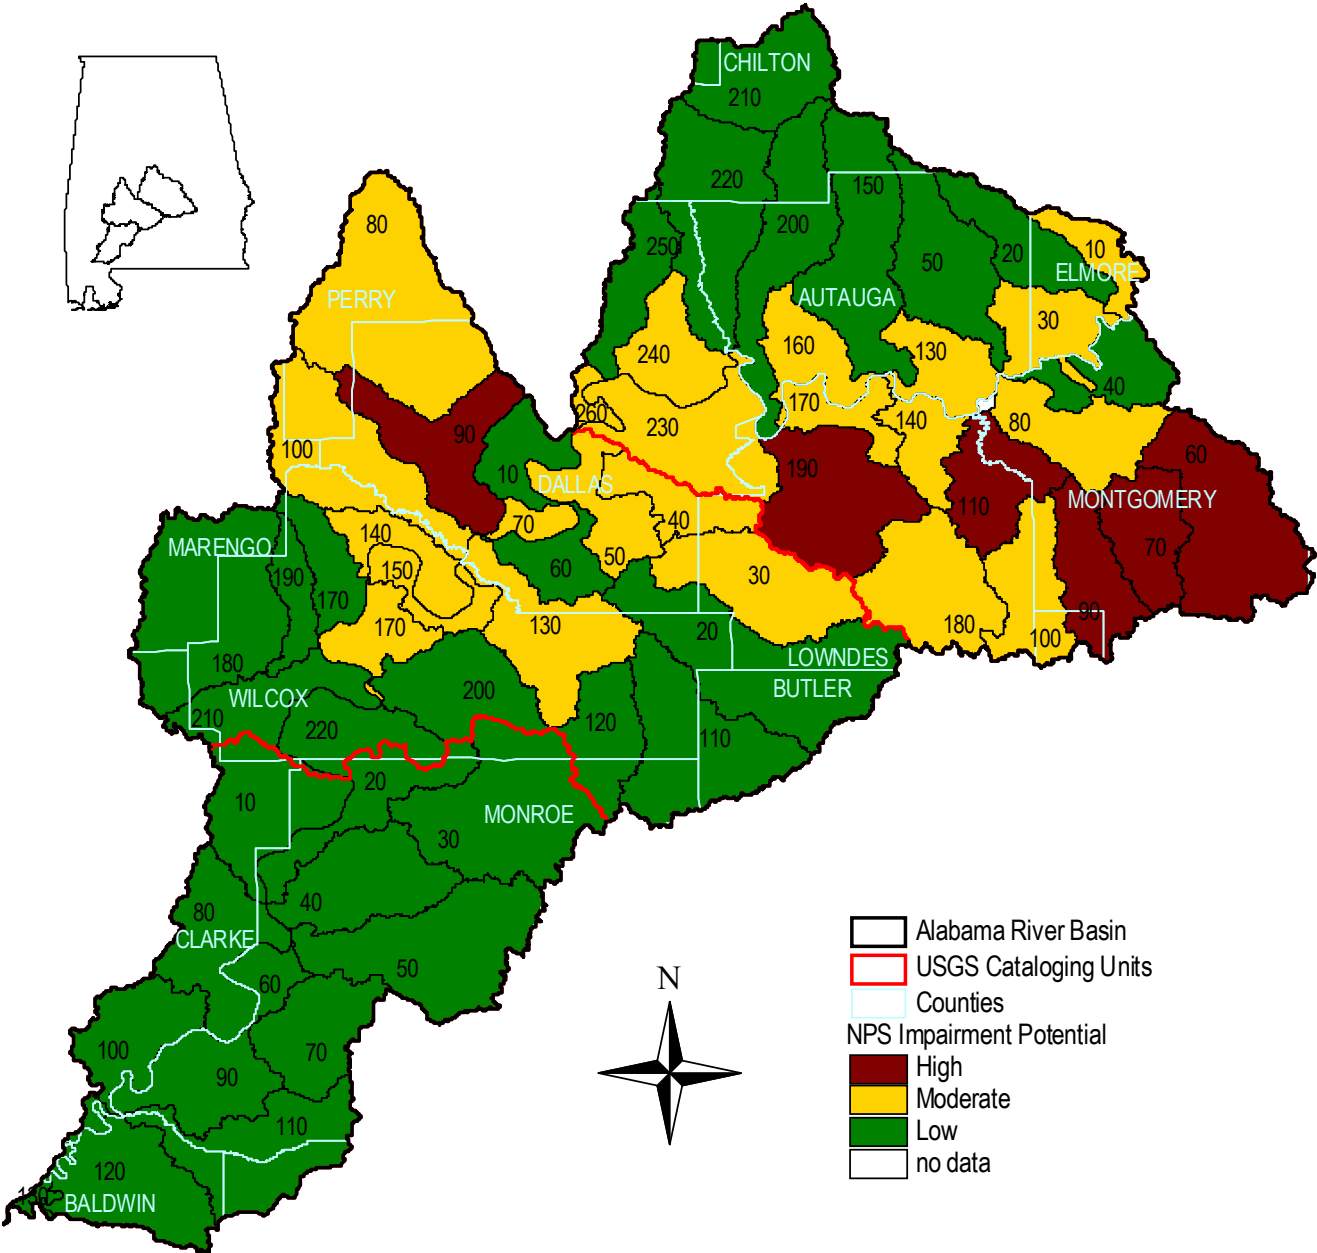 CHILTON
210
220
150
80
200
250
50
20
10
ELMORE
PERRY
AUTAUGA
30
240
160
130
40
170
260
230
140
80
90
100
190
60
10
DALLAS
110
MONTGOMERY
70
40
140
50
70
MARENGO
150
60
30
190
170
90
170
130
20
180
100
180
LOWNDES
WILCOX
200
BUTLER
210
220
120
110
20
10
MONROE
30
40
80
CLARKE
Alabama River Basin
50
USGS Cataloging Units
60
N
Counties
NPS Impairment Potential
100
70
High
90
Moderate
110
Low
120
no data
BALDWIN